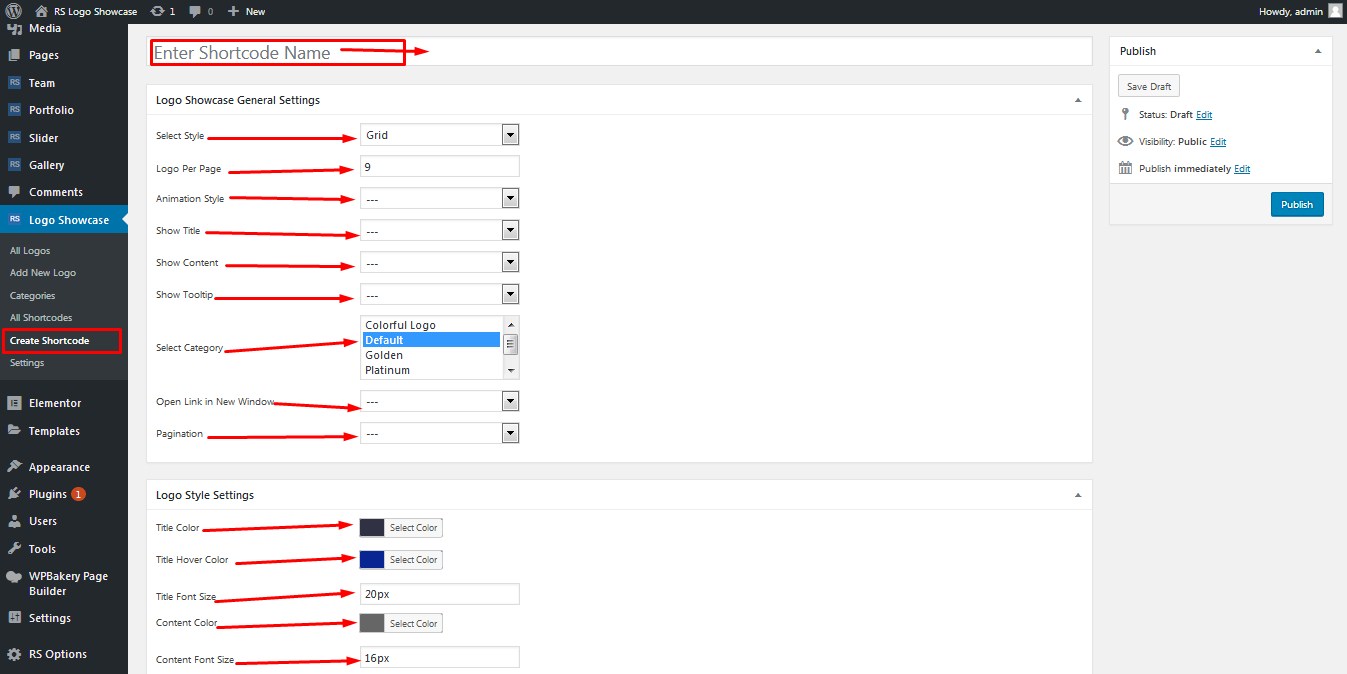 RS Logo Showcase 1 0 New
Howdy, admin
Media
Pages
RS Team
RS Portfolio
RS Slider
RS Gallery
Comments
RS Logo Showcase
All Logos
Add New Logo
Categories
All Shortcodes
Create Shortcode
Settings
Elementor
Templates
Appearance
Plugins 1
Users
Tools
WPBakery Page
Builder
Settings
RS Options
Enter Shortcode Name
Logo Showcase General Settings
Select Style Grid
Logo Per Page 9
Animation Style ---
Show Title ---
Show Content ---
Show Tooltip ---
Select Category
Colorful Logo
Default
Golden
Platinum
Open Link in New Window ---
Pagination ---
Logo Style Settings
Title Color Select Color
Title Hover Color Select Color
Title Font Size 20px
Content Color Select Color
Content Font Size 16px
Publish
Save Draft
Status: Draft Edit
Visibility: Public Edit
Publish immediately Edit
Publish